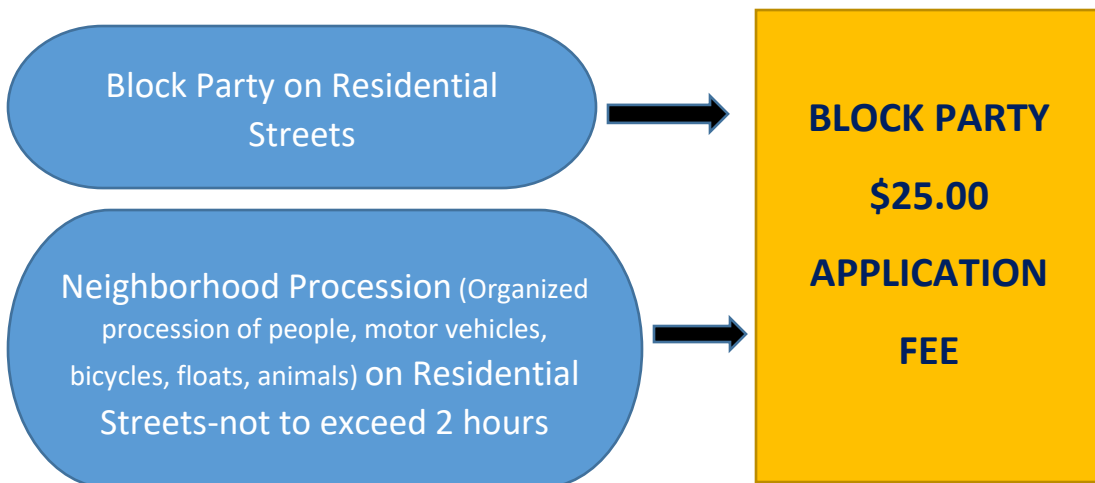 Block Party on Residential
Streets
Neighborhood Procession (Organized
procession of people, motor vehicles,
bicycles, floats, animals) on Residential
Streets-not to exceed 2 hours
BLOCK PARTY
$25.00
APPLICATION
FEE